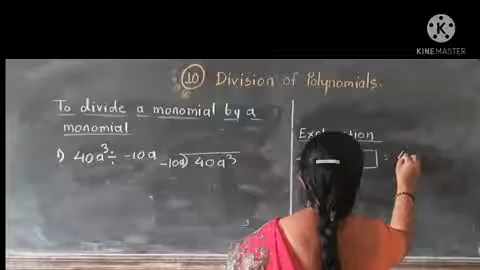 K
KINEMASTER
10 Division of Polynomials.
To divide a monomial by a
monomial
1) 40a³ ÷ -10a
-10a) 40a³
Explanation
=